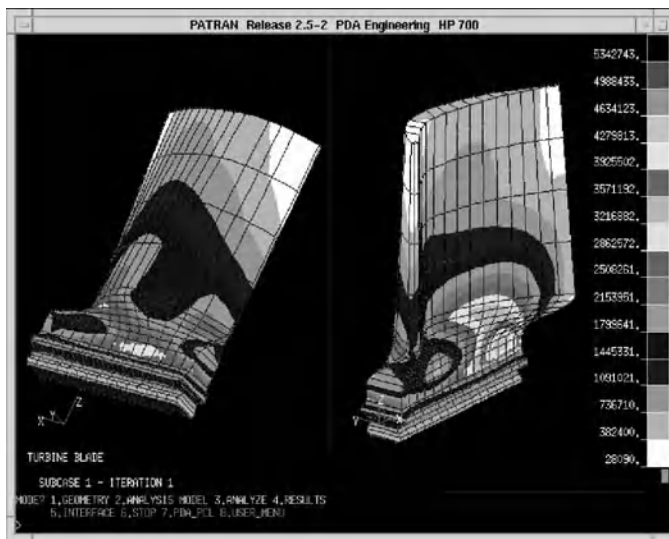 PATRAN Release 2.5-2 PDA Engineering HP 700
5342743.
4988433.
4634123.
4279813.
3925502.
3571192.
3216882.
2862572.
2508261.
2153951.
1799641.
1445331.
1091021.
736710.
382400.
28090.
X Y Z
Y Z X
TURBINE BLADE
SUBCASE 1 - ITERATION 1
MODE? 1,GEOMETRY 2,ANALYSIS MODEL 3,ANALYZE 4,RESULTS
5,INTERFACE 6,STOP 7,PDA_PCL 8,USER_MENU
>